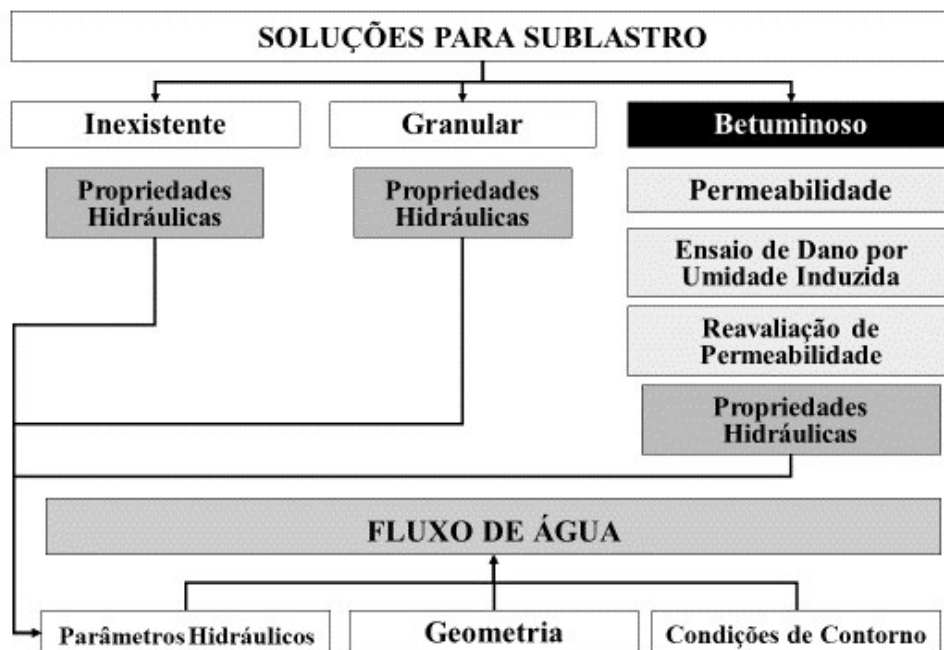 SOLUÇÕES PARA SUBLASTRO
Inexistente
Granular
Betuminoso
Propriedades
Hidráulicas
Propriedades
Hidráulicas
Permeabilidade
Ensaio de Dano por
Umidade Induzida
Reavaliação de
Permeabilidade
Propriedades
Hidráulicas
FLUXO DE ÁGUA
Parâmetros Hidráulicos
Geometria
Condições de Contorno